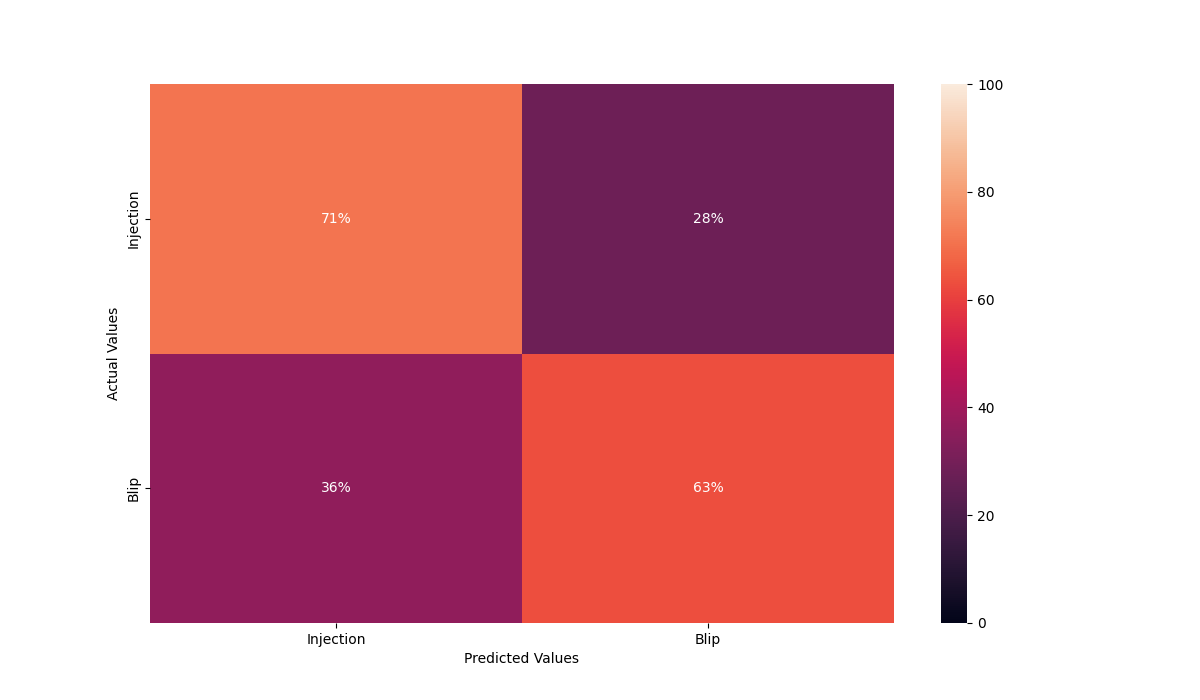 100
80
60
40
20
0
Actual Values
Injection
Blip
71%
28%
36%
63%
Injection
Blip
Predicted Values